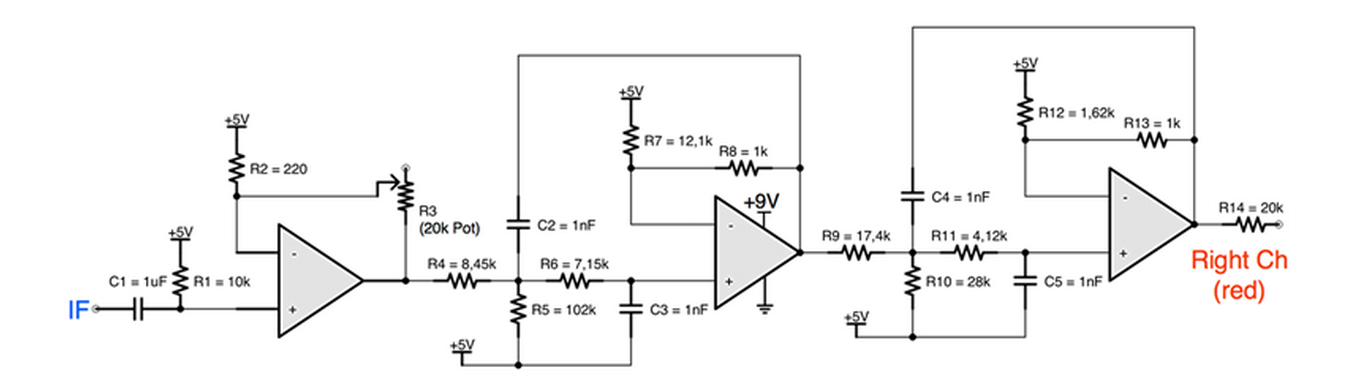 +5V
R2 = 220
+5V
C1 = 1uF
R1 = 10k
IF
-
+
R3
(20k Pot)
R4 = 8,45k
C2 = 1nF
R6 = 7,15k
R5 = 102k
C3 = 1nF
+5V
+5V
R7 = 12,1k
R8 = 1k
+9V
-
+
R9 = 17,4k
C4 = 1nF
R11 = 4,12k
R10 = 28k
C5 = 1nF
+5V
+5V
R12 = 1,62k
R13 = 1k
-
+
R14 = 20k
Right Ch
(red)